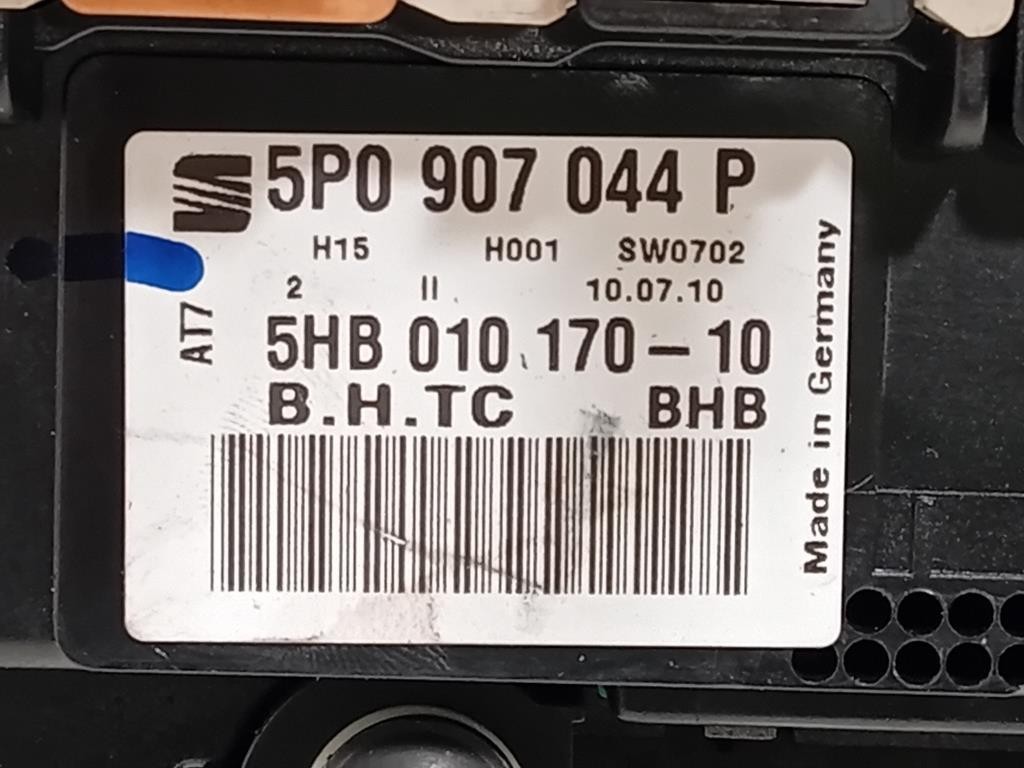 5P0 907 044 P
H15 H001 SW0702
2 II 10.07.10
AT7
5HB 010 170-10
B.H.TC BHB
Made in Germany